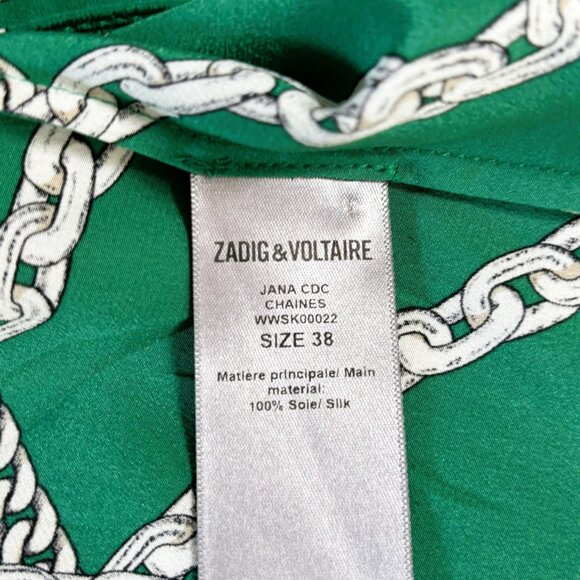 ZADIG & VOLTAIRE
JANA CDC
CHAINES
WWSK00022
SIZE 38
Matière principale/ Main
material:
100% Soie/ Silk